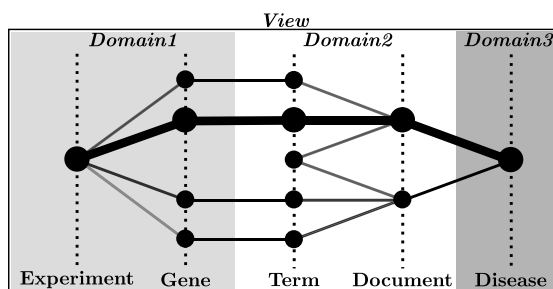 View
Domain1 Domain2 Domain3
Experiment Gene Term Document Disease